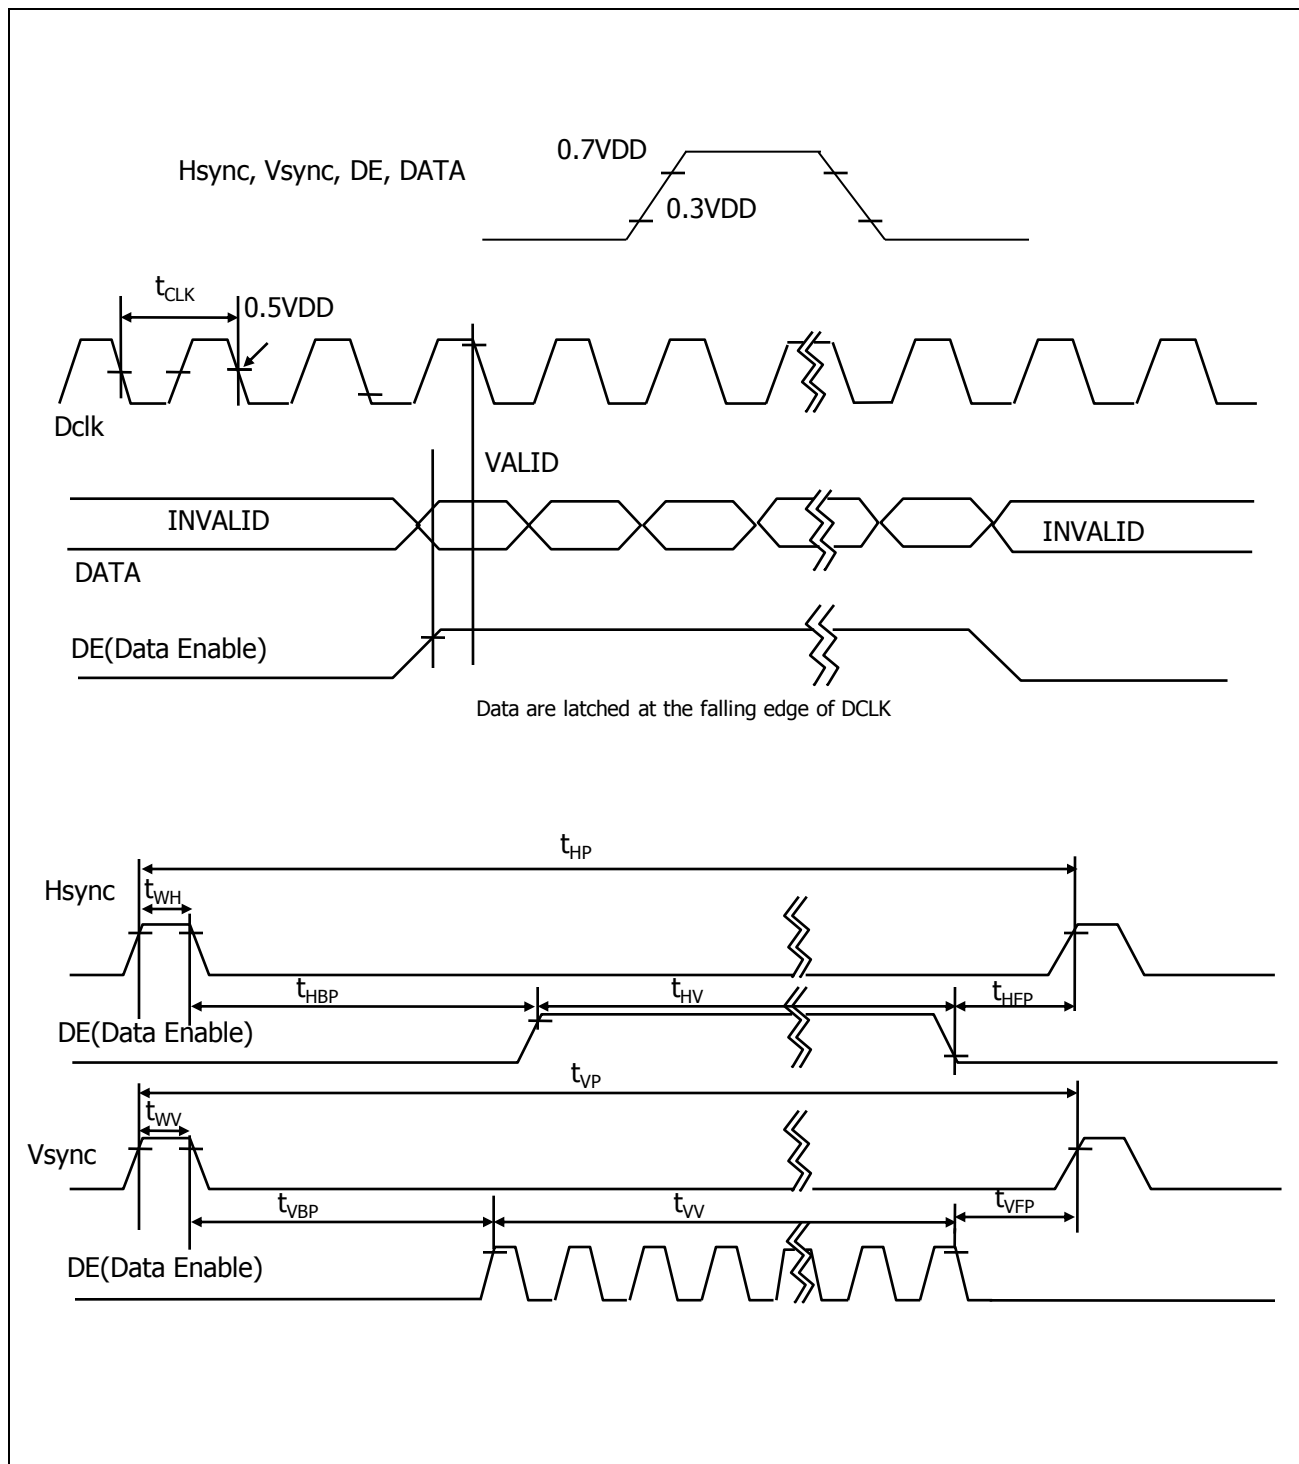 0.7VDD
Hsync, Vsync, DE, DATA
0.3VDD
tCLK
0.5VDD
Dclk
VALID
INVALID
INVALID
DATA
DE(Data Enable)
Data are latched at the falling edge of DCLK
tHP
Hsync
tWH
tHBP
tHV
tHFP
DE(Data Enable)
tVP
tWV
Vsync
tVBP
tVV
tVFP
DE(Data Enable)